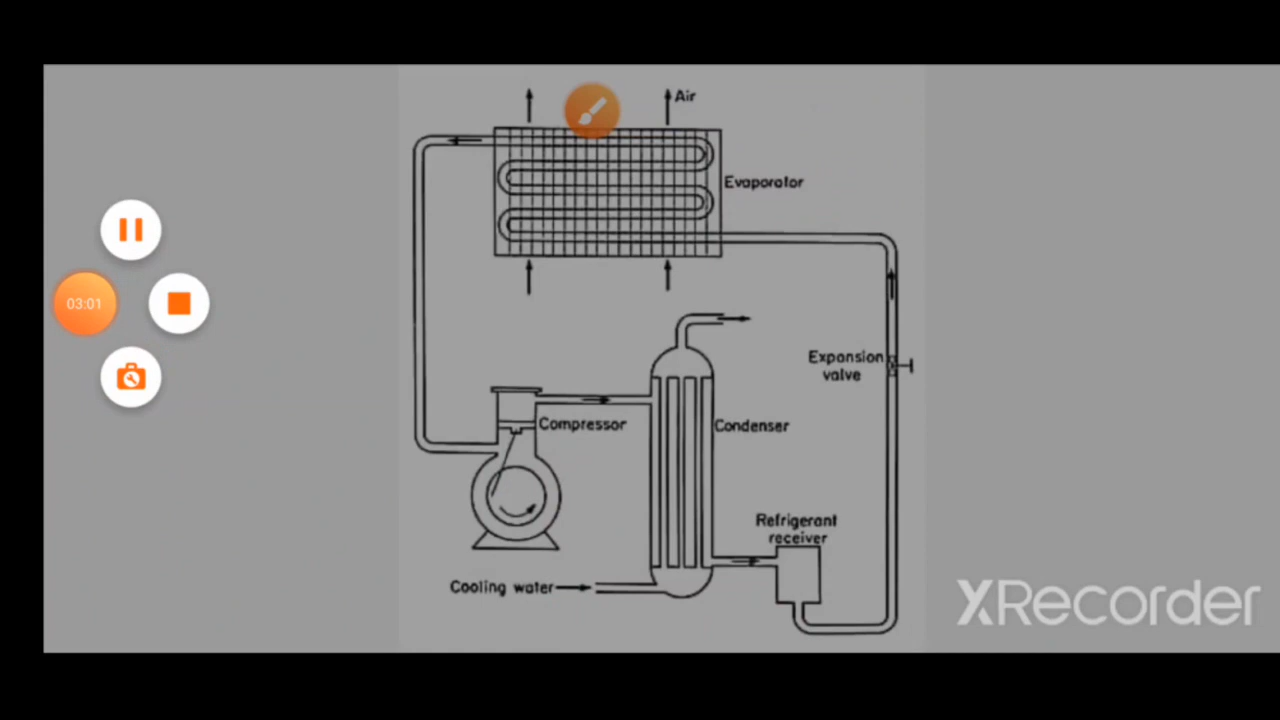 Air
Evaporator
03:01
Expansion
valve
Compressor
Condenser
Refrigerant
receiver
Cooling water
XRecorder